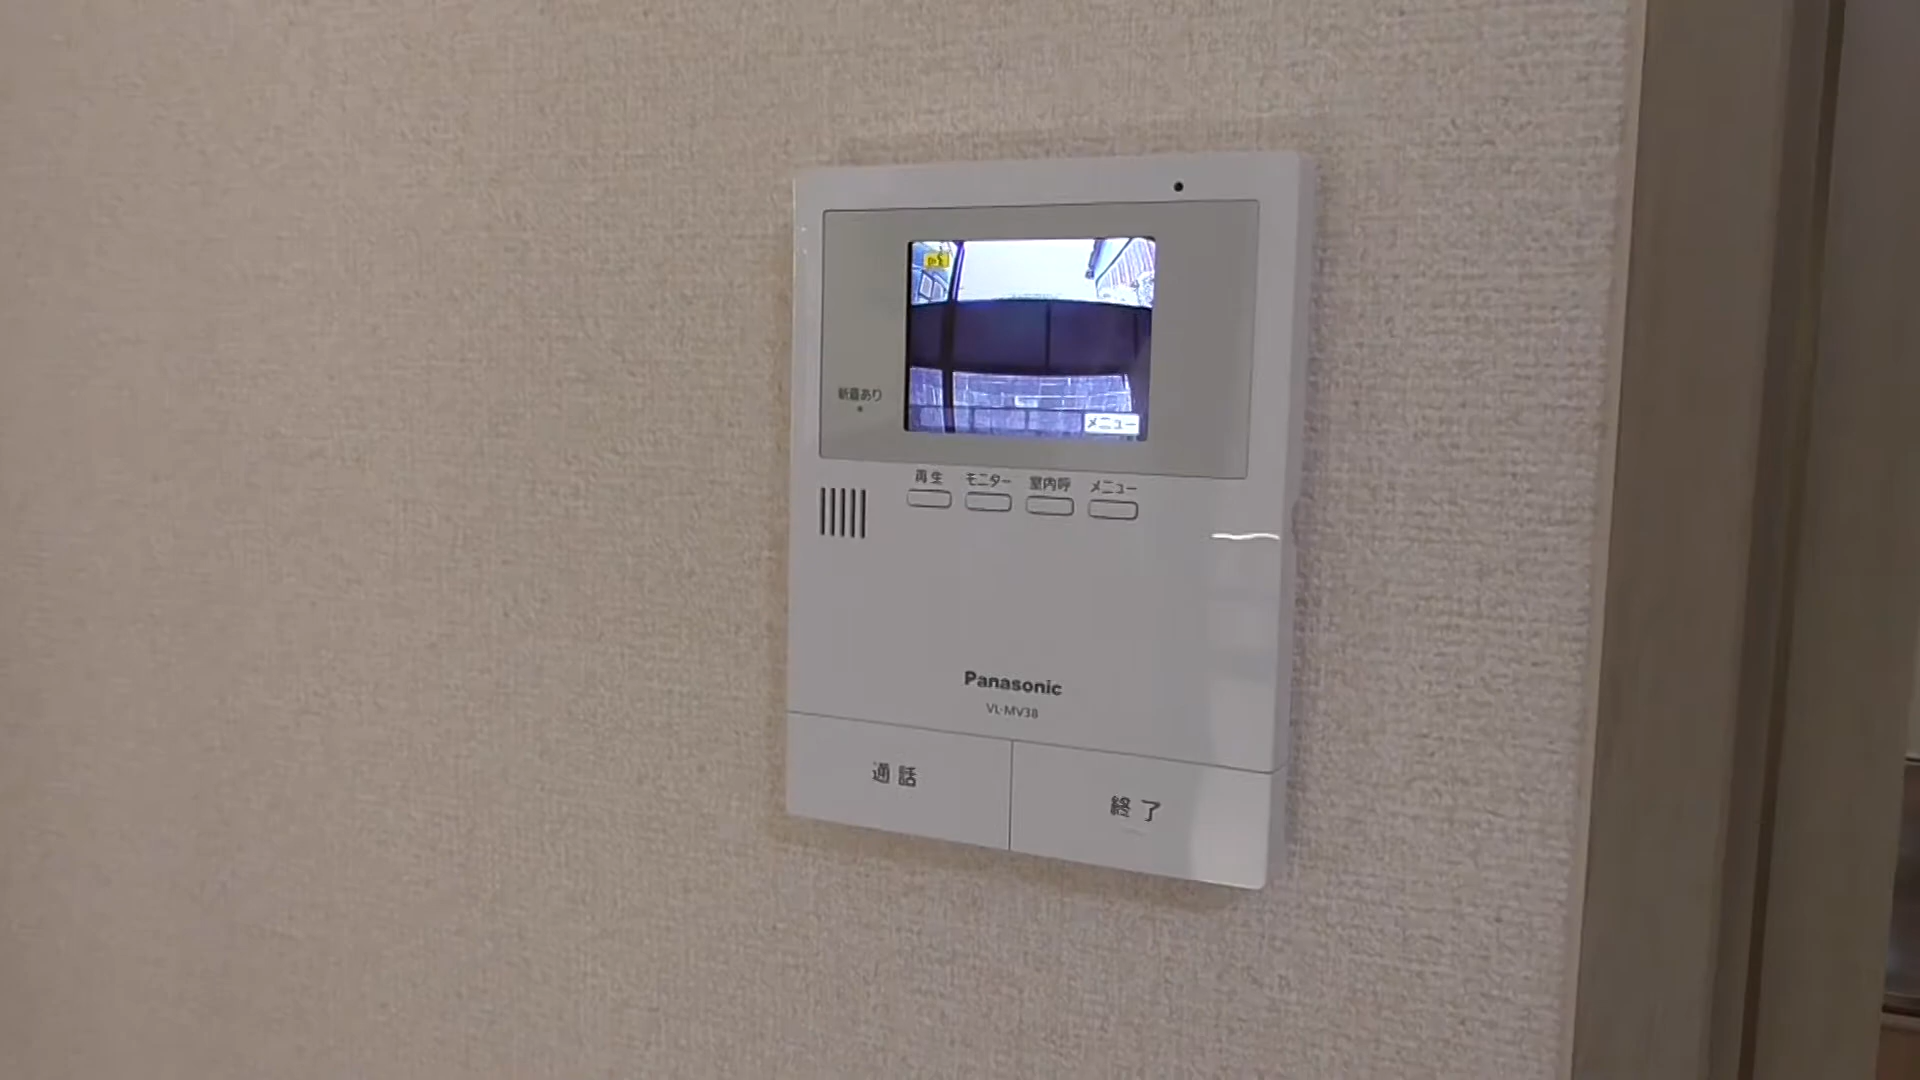 メニュー
新着あり
再生 モニター 室内呼 メニュー
Panasonic
VL-MV38
通話
終了